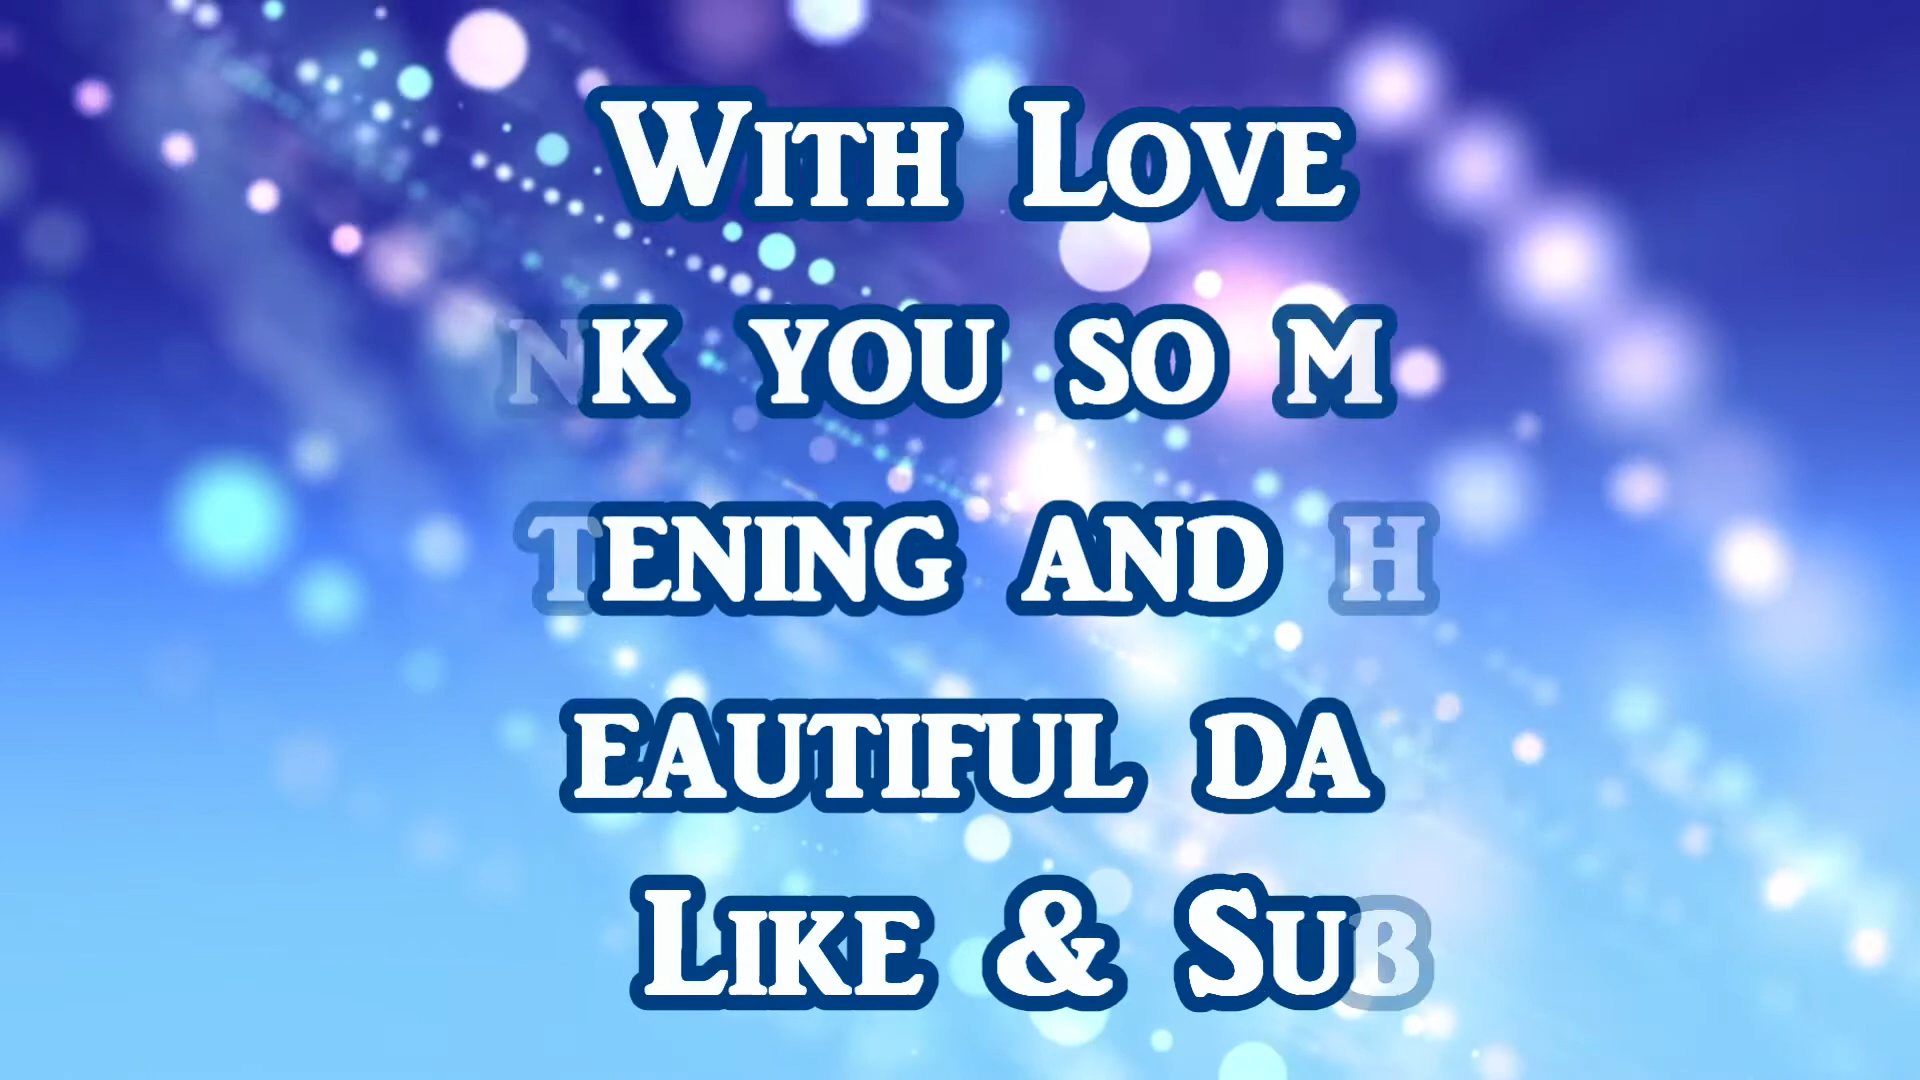 With Love
NK YOU SO M
TENING AND H
EAUTIFUL DA
Like & Sub